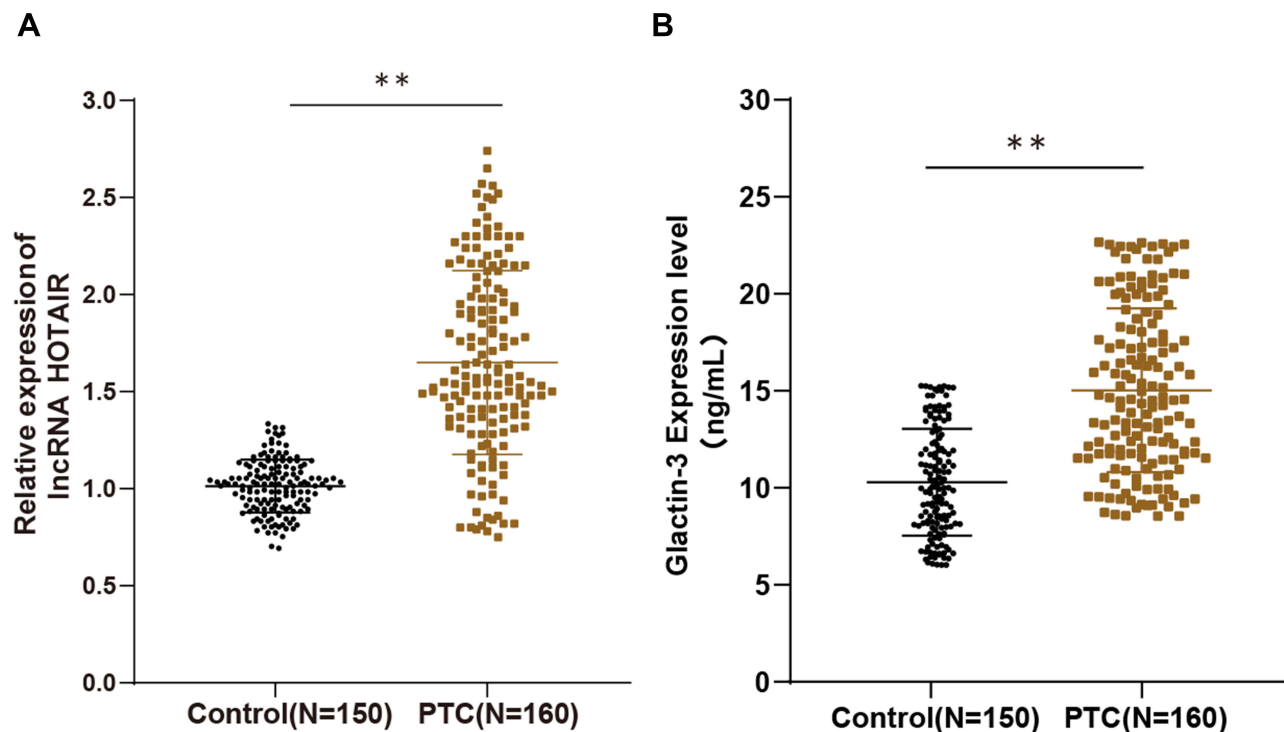 A
**
3.0
2.5
2.0
1.5
1.0
0.5
0.0
Relative expressionof
lncRNA HOTAIR
Control(N=150)
PTC(N=160)
B
**
30
25
20
15
10
5
0
Glactin-3 Expression level
(ng/mL)
Control(N=150)
PTC(N=160)